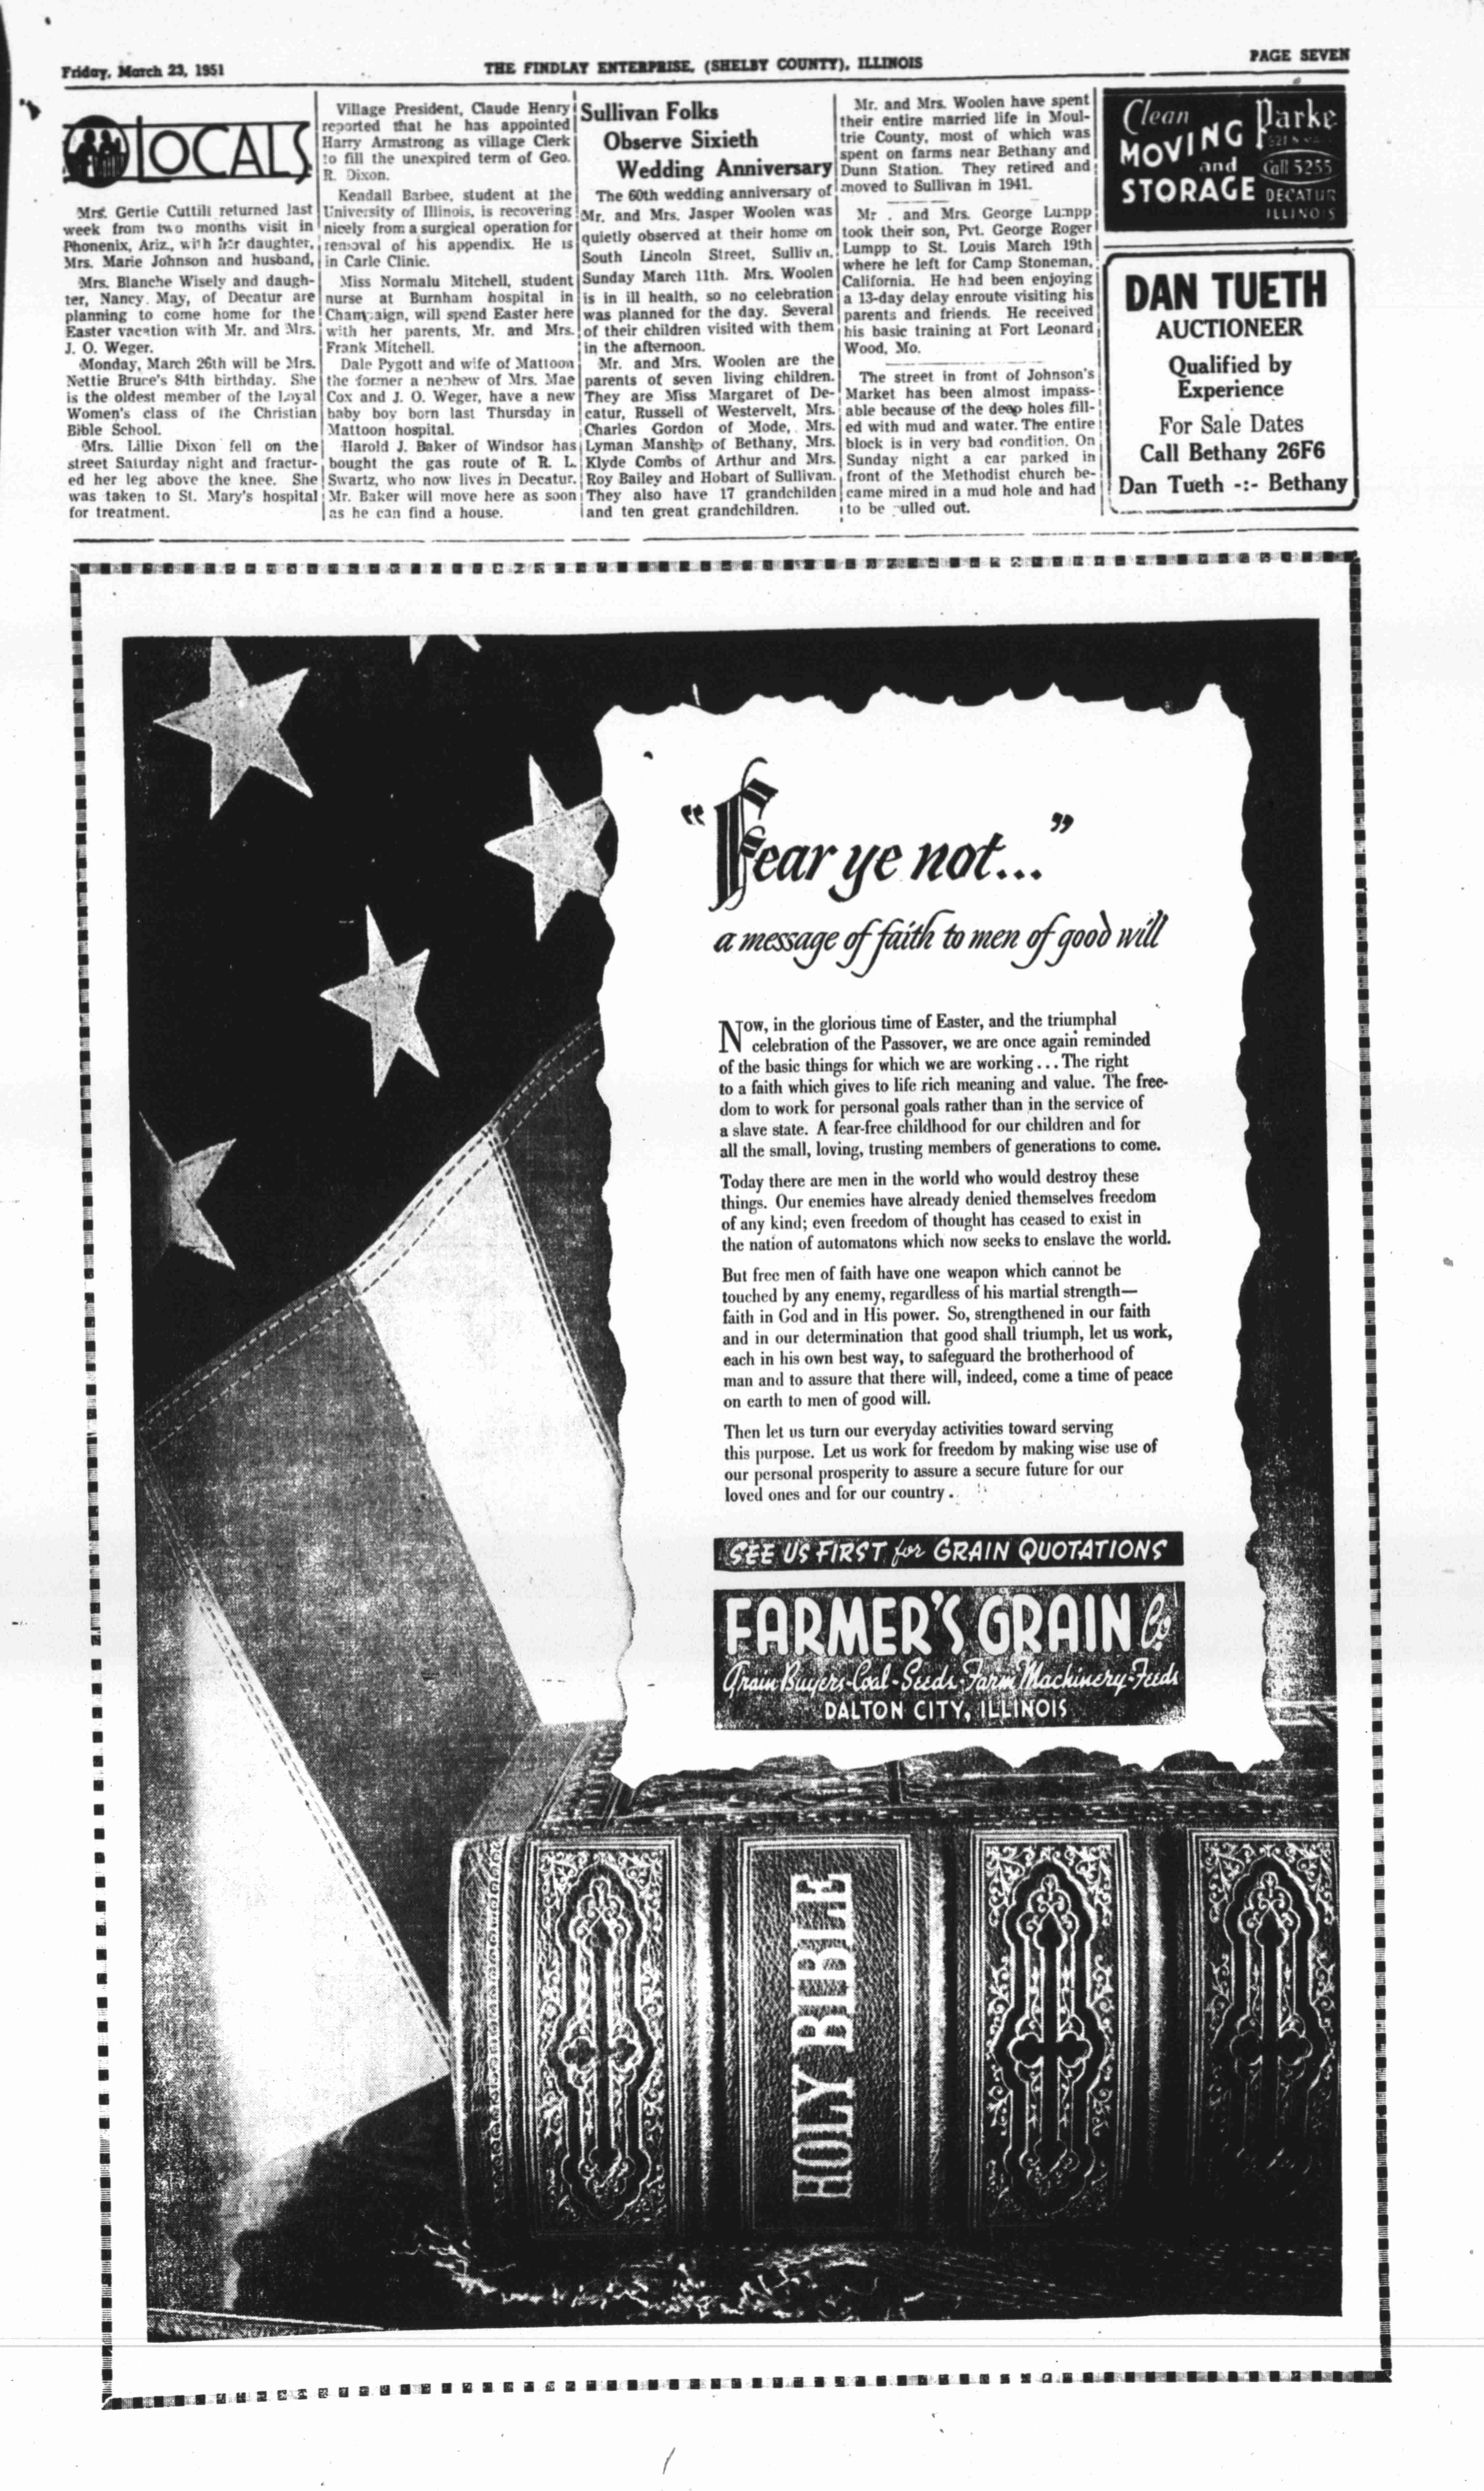 Friday, March 23, 1951
THE FINDLAY ENTERPRISE, (SHELBY COUNTY), ILLINOIS
PAGE SEVEN
LOCALS
Mrs. Gertie Cuttill returned last
week from two months visit in
Phonenix, Ariz., with her daughter,
Mrs. Marie Johnson and husband,
Mrs. Blanche Wisely and daugh-
ter, Nancy May, of Decatur are
planning to come home for the
Easter vacation with Mr. and Mrs.
J. O. Weger.
Monday, March 26th will be Mrs.
Nettie Bruce's 84th birthday. She
is the oldest member of the Loyal
Women's class of the Christian
Bible School.
Mrs. Lillie Dixon fell on the
street Saturday night and fractur-
ed her leg above the knee. She
was taken to St. Mary's hospital
for treatment.
Village President, Claude Henry
reported that he has appointed
Harry Armstrong as village Clerk
to fill the unexpired term of Geo.
R. Dixon.
Kendall Barbee, student at the
University of Illinois, is recovering
nicely from a surgical operation for
removal of his appendix. He is
in Carle Clinic.
Miss Normalu Mitchell, student
nurse at Burnham hospital in
Champaign, will spend Easter here
with her parents, Mr. and Mrs.
Frank Mitchell.
Dale Pygott and wife of Mattoon
the former a nephew of Mrs. Mae
Cox and J. O. Weger, have a new
baby boy born last Thursday in
Mattoon hospital.
Harold J. Baker of Windsor has
bought the gas route of R. L.
Swartz, who now lives in Decatur.
Mr. Baker will move here as soon
as he can find a house.
Sullivan Folks
Observe Sixieth
Wedding Anniversary
The 60th wedding anniversary of
Mr. and Mrs. Jasper Woolen was
quietly observed at their home on
South Lincoln Street, Sullivan,
Sunday March 11th. Mrs. Woolen
is in ill health, so no celebration
was planned for the day. Several
of their children visited with them
in the afternoon.
Mr. and Mrs. Woolen are the
parents of seven living children.
They are Miss Margaret of De-
catur, Russell of Westervelt, Mrs.
Charles Gordon of Mode, Mrs.
Lyman Manship of Bethany, Mrs.
Klyde Combs of Arthur and Mrs.
Roy Bailey and Hobart of Sullivan.
They also have 17 grandchilden
and ten great grandchildren.
Mr. and Mrs. Woolen have spent
their entire married life in Moul-
trie County, most of which was
spent on farms near Bethany and
Dunn Station. They retired and
moved to Sullivan in 1941.
Mr . and Mrs. George Lumpp
took their son, Pvt. George Roger
Lumpp to St. Louis March 19th
where he left for Camp Stoneman,
California. He had been enjoying
a 13-day delay enroute visiting his
parents and friends. He received
his basic training at Fort Leonard
Wood, Mo.
The street in front of Johnson's
Market has been almost impass-
able because of the deep holes fill-
ed with mud and water. The entire
block is in very bad condition. On
Sunday night a car parked in
front of the Methodist church be-
came mired in a mud hole and had
to be ulled out.
Clean
MOVING
and
STORAGE
Parke
Call 5255
DECATUR
ILLINOIS
DAN TUETH
AUCTIONEER
Qualified by
Experience
For Sale Dates
Call Bethany 26F6
Dan Tueth -:- Bethany
"Fear ye not..."
a message of faith to men of good will
Now, in the glorious time of Easter, and the triumphal
celebration of the Passover, we are once again reminded
of the basic things for which we are working ... The right
to a faith which gives to life rich meaning and value. The free-
dom to work for personal goals rather than in the service of
a slave state. A fear-free childhood for our children and for
all the small, loving, trusting members of generations to come.
Today there are men in the world who would destroy these
things. Our enemies have already denied themselves freedom
of any kind; even freedom of thought has ceased to exist in
the nation of automatons which now seeks to enslave the world.
But free men of faith have one weapon which cannot be
touched by any enemy, regardless of his martial strength—
faith in God and in His power. So, strengthened in our faith
and in our determination that good shall triumph, let us work,
each in his own best way, to safeguard the brotherhood of
man and to assure that there will, indeed, come a time of peace
on earth to men of good will.
Then let us turn our everyday activities toward serving
this purpose. Let us work for freedom by making wise use of
our personal prosperity to assure a secure future for our
loved ones and for our country.
SEE US FIRST for GRAIN QUOTATIONS
FARMER'S GRAIN Co.
Grain Buyers-Coal-Seeds-Farm Machinery-Feeds
DALTON CITY, ILLINOIS
HOLY BIBLE